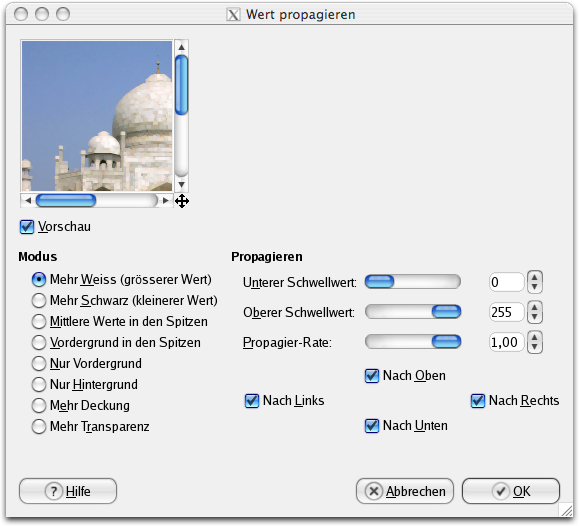 Wert propagieren
Vorschau
Modus
Mehr Weiss (grösserer Wert)
Mehr Schwarz (kleinerer Wert)
Mittlere Werte in den Spitzen
Vordergrund in den Spitzen
Nur Vordergrund
Nur Hintergrund
Mehr Deckung
Mehr Transparenz
Propagieren
Unterer Schwellwert: 0
Oberer Schwellwert: 255
Propagier-Rate: 1,00
Nach Oben
Nach Links Nach Rechts
Nach Unten
Hilfe Abbrechen OK